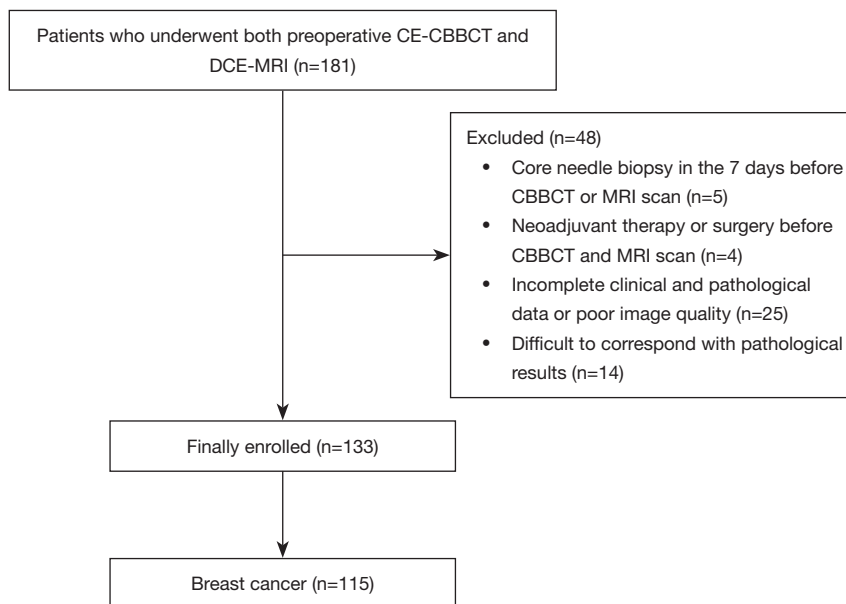 Patients who underwent both preoperative CE-CBBCT and
DCE-MRI (n=181)
Excluded (n=48)
• Core needle biopsy in the 7 days before
CBBCT or MRI scan (n=5)
• Neoadjuvant therapy or surgery before
CBBCT and MRI scan (n=4)
• Incomplete clinical and pathological
data or poor image quality (n=25)
• Difficult to correspond with pathological
results (n=14)
Finally enrolled (n=133)
Breast cancer (n=115)